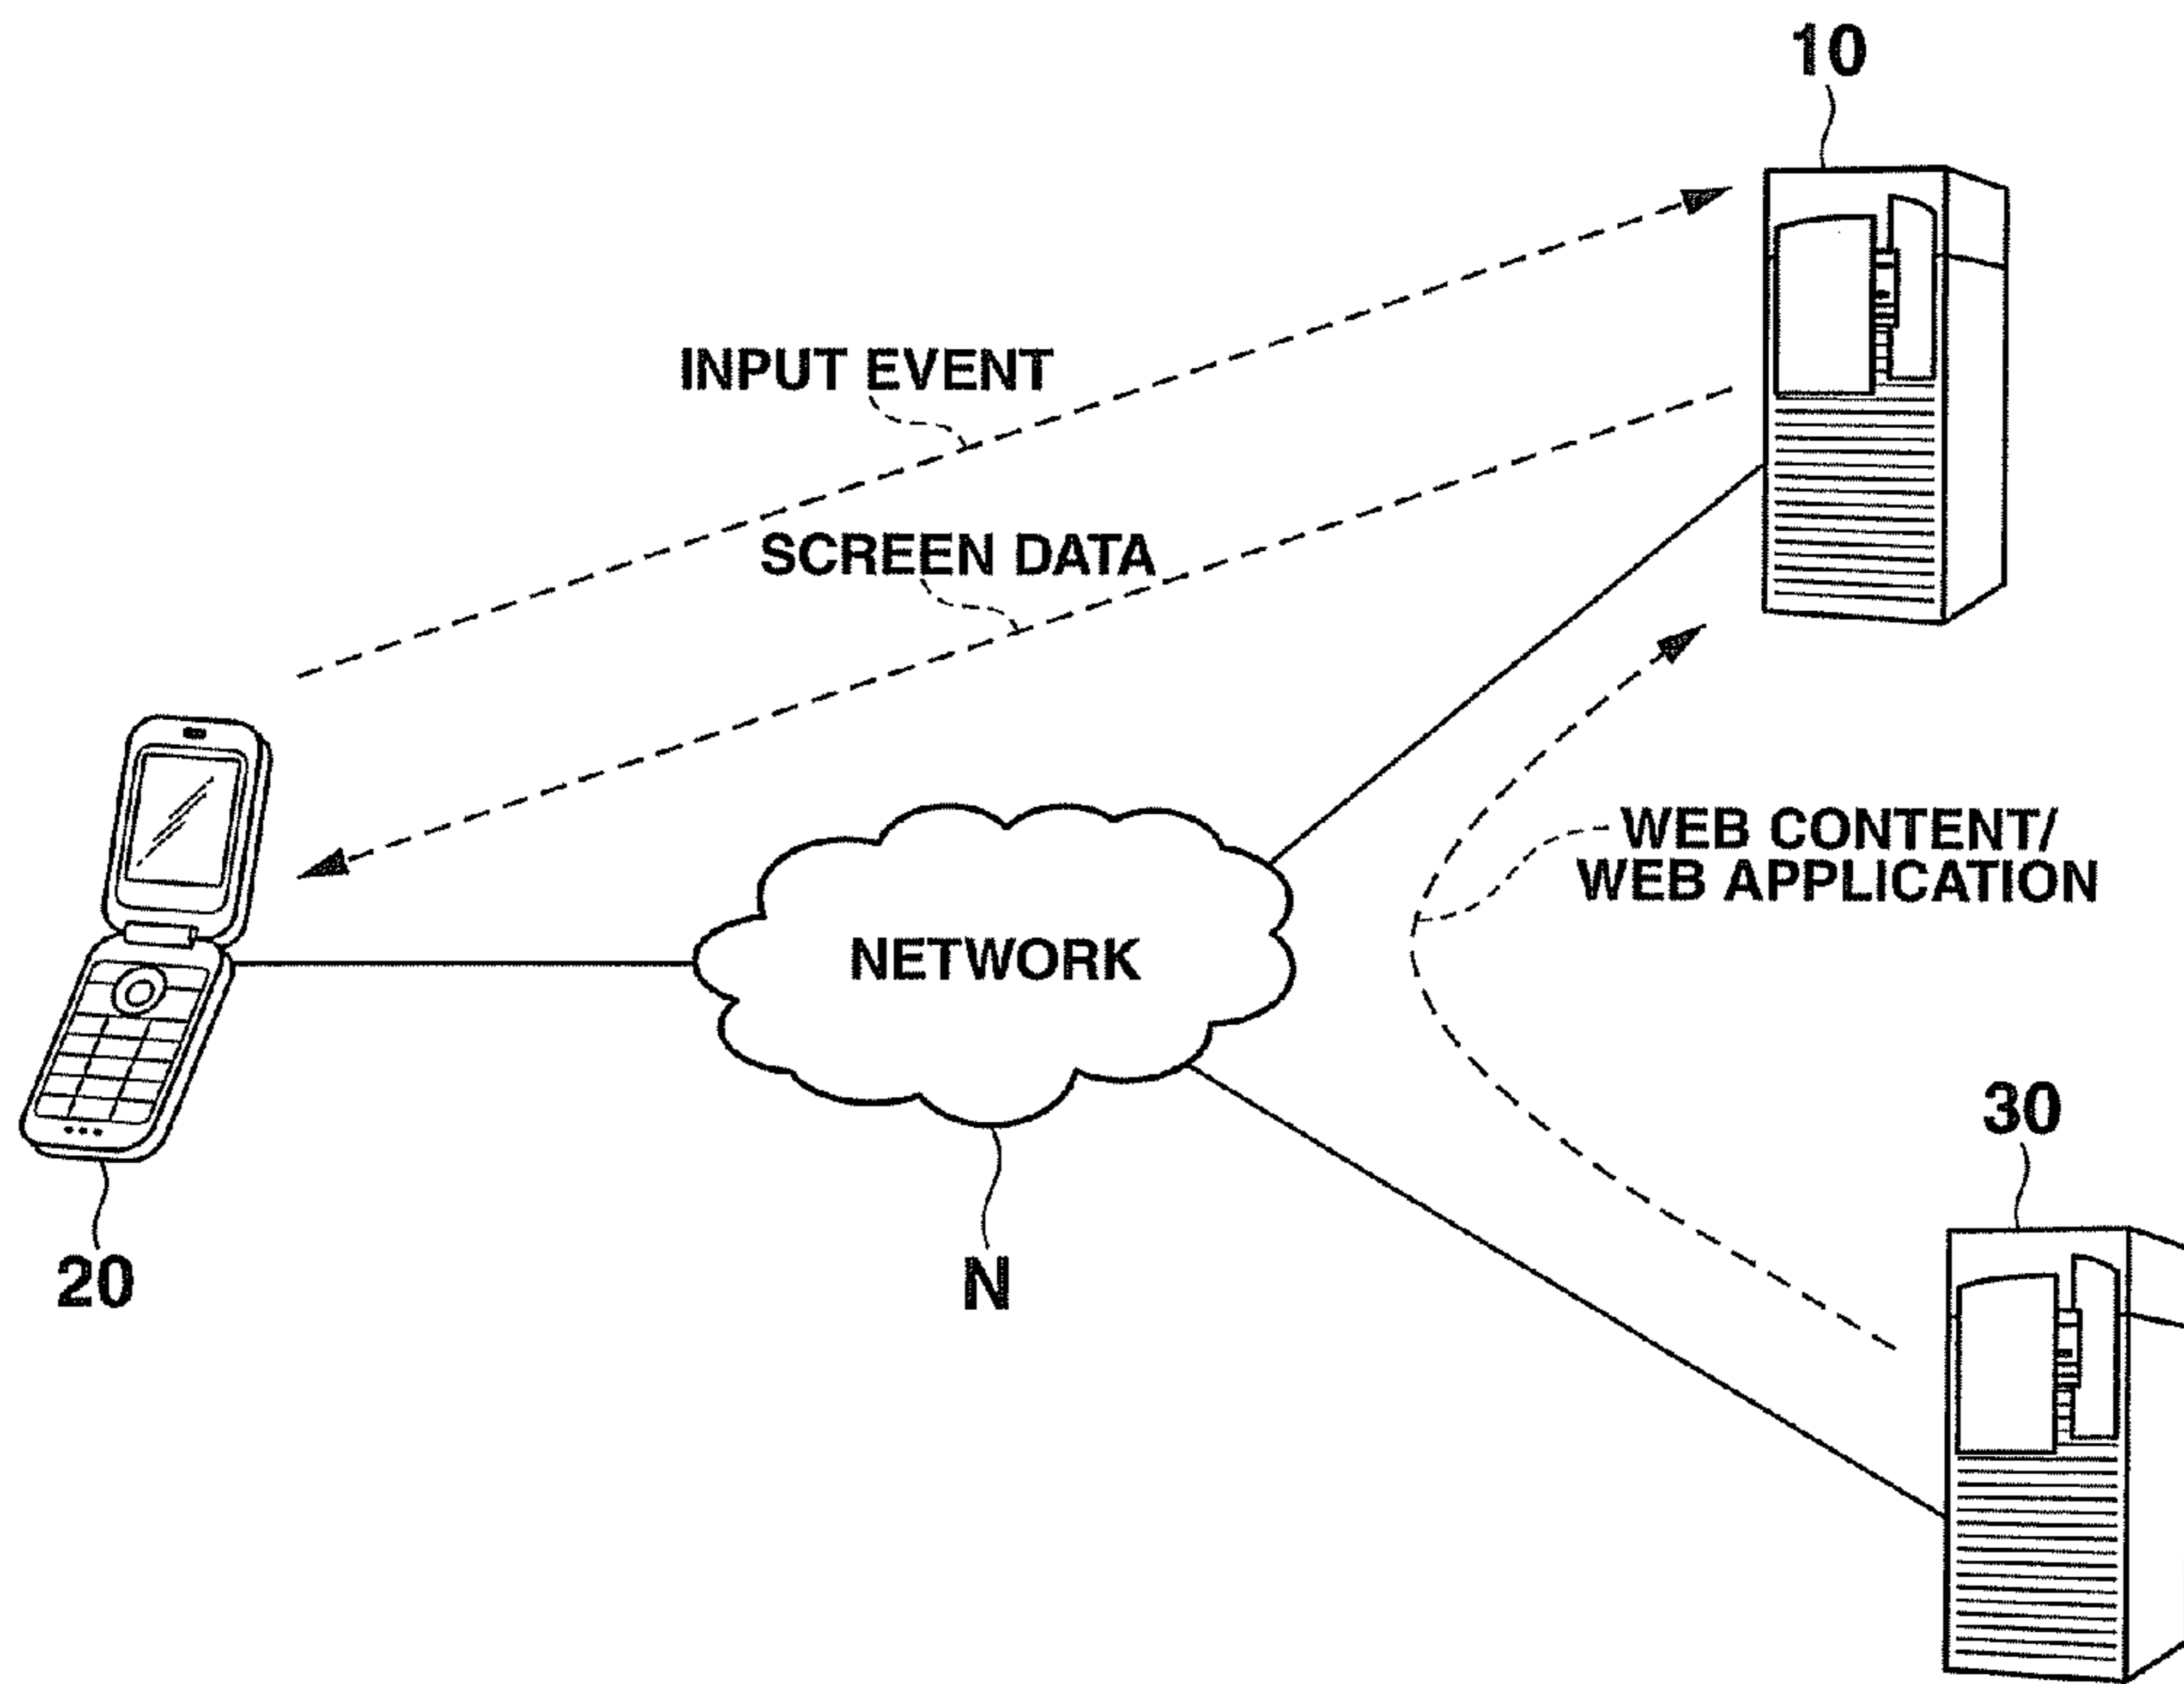 10
INPUT EVENT
SCREEN DATA
WEB CONTENT/
WEB APPLICATION
NETWORK
30
20
N